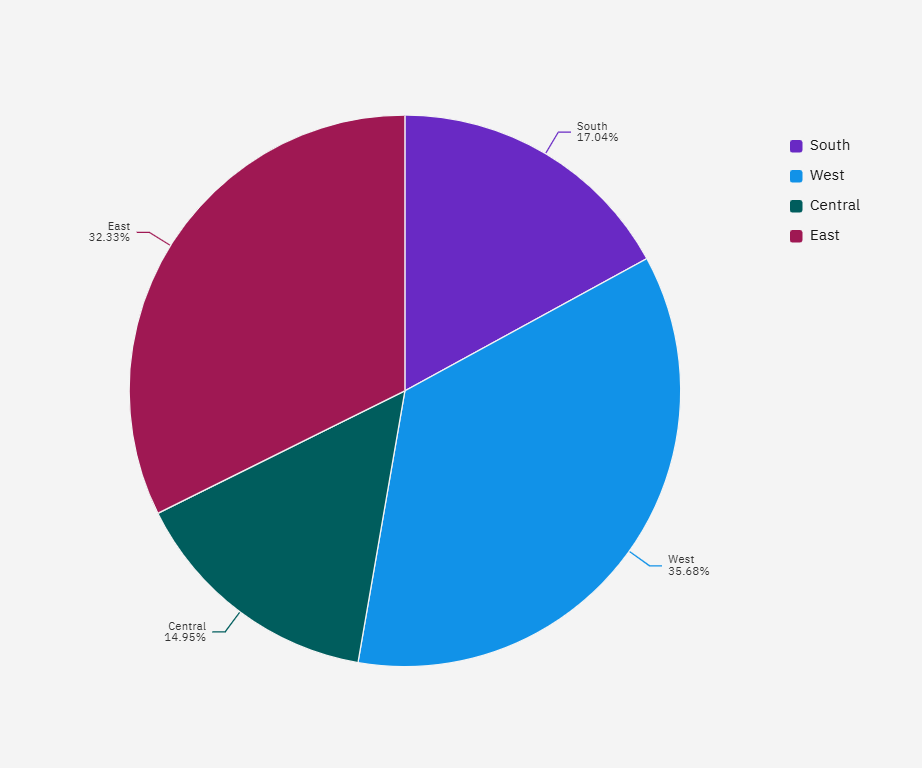 South
17.04%
West
35.68%
Central
14.95%
East
32.33%
South
West
Central
East